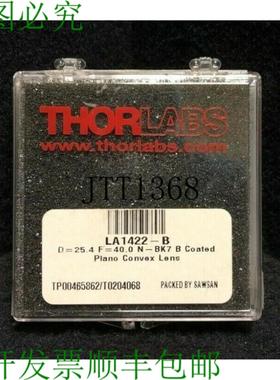 图必究
THORLABS
www.thorlabs.com
JTT1368
LA1422-B
D=25.4 F=40.0 N-BK7 B Coated
Plano Convex Lens
TP00465862/T0204068 PACKED BY SAWSAN
开发票顺丰包邮